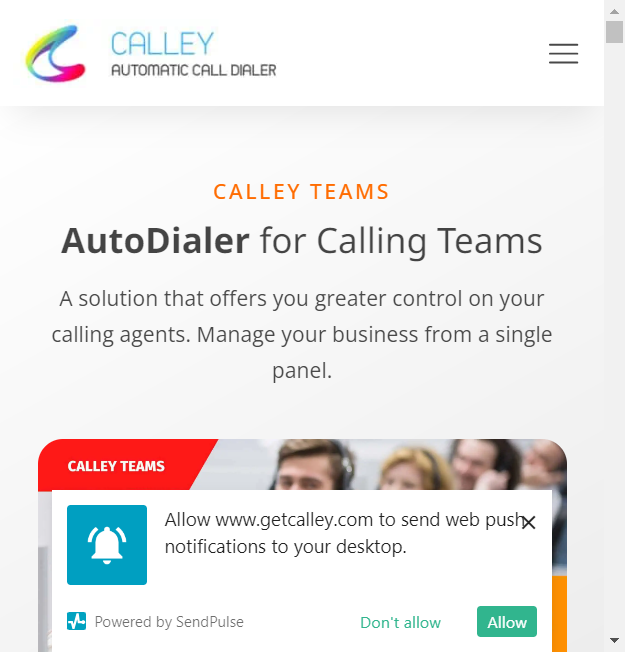 CALLEY
AUTOMATIC CALL DIALER
CALLEY TEAMS
AutoDialer for Calling Teams
A solution that offers you greater control on your
calling agents. Manage your business from a single
panel.
CALLEY TEAMS
Allow www.getcalley.com to send web push
notifications to your desktop.
Powered by SendPulse
Don't allow
Allow